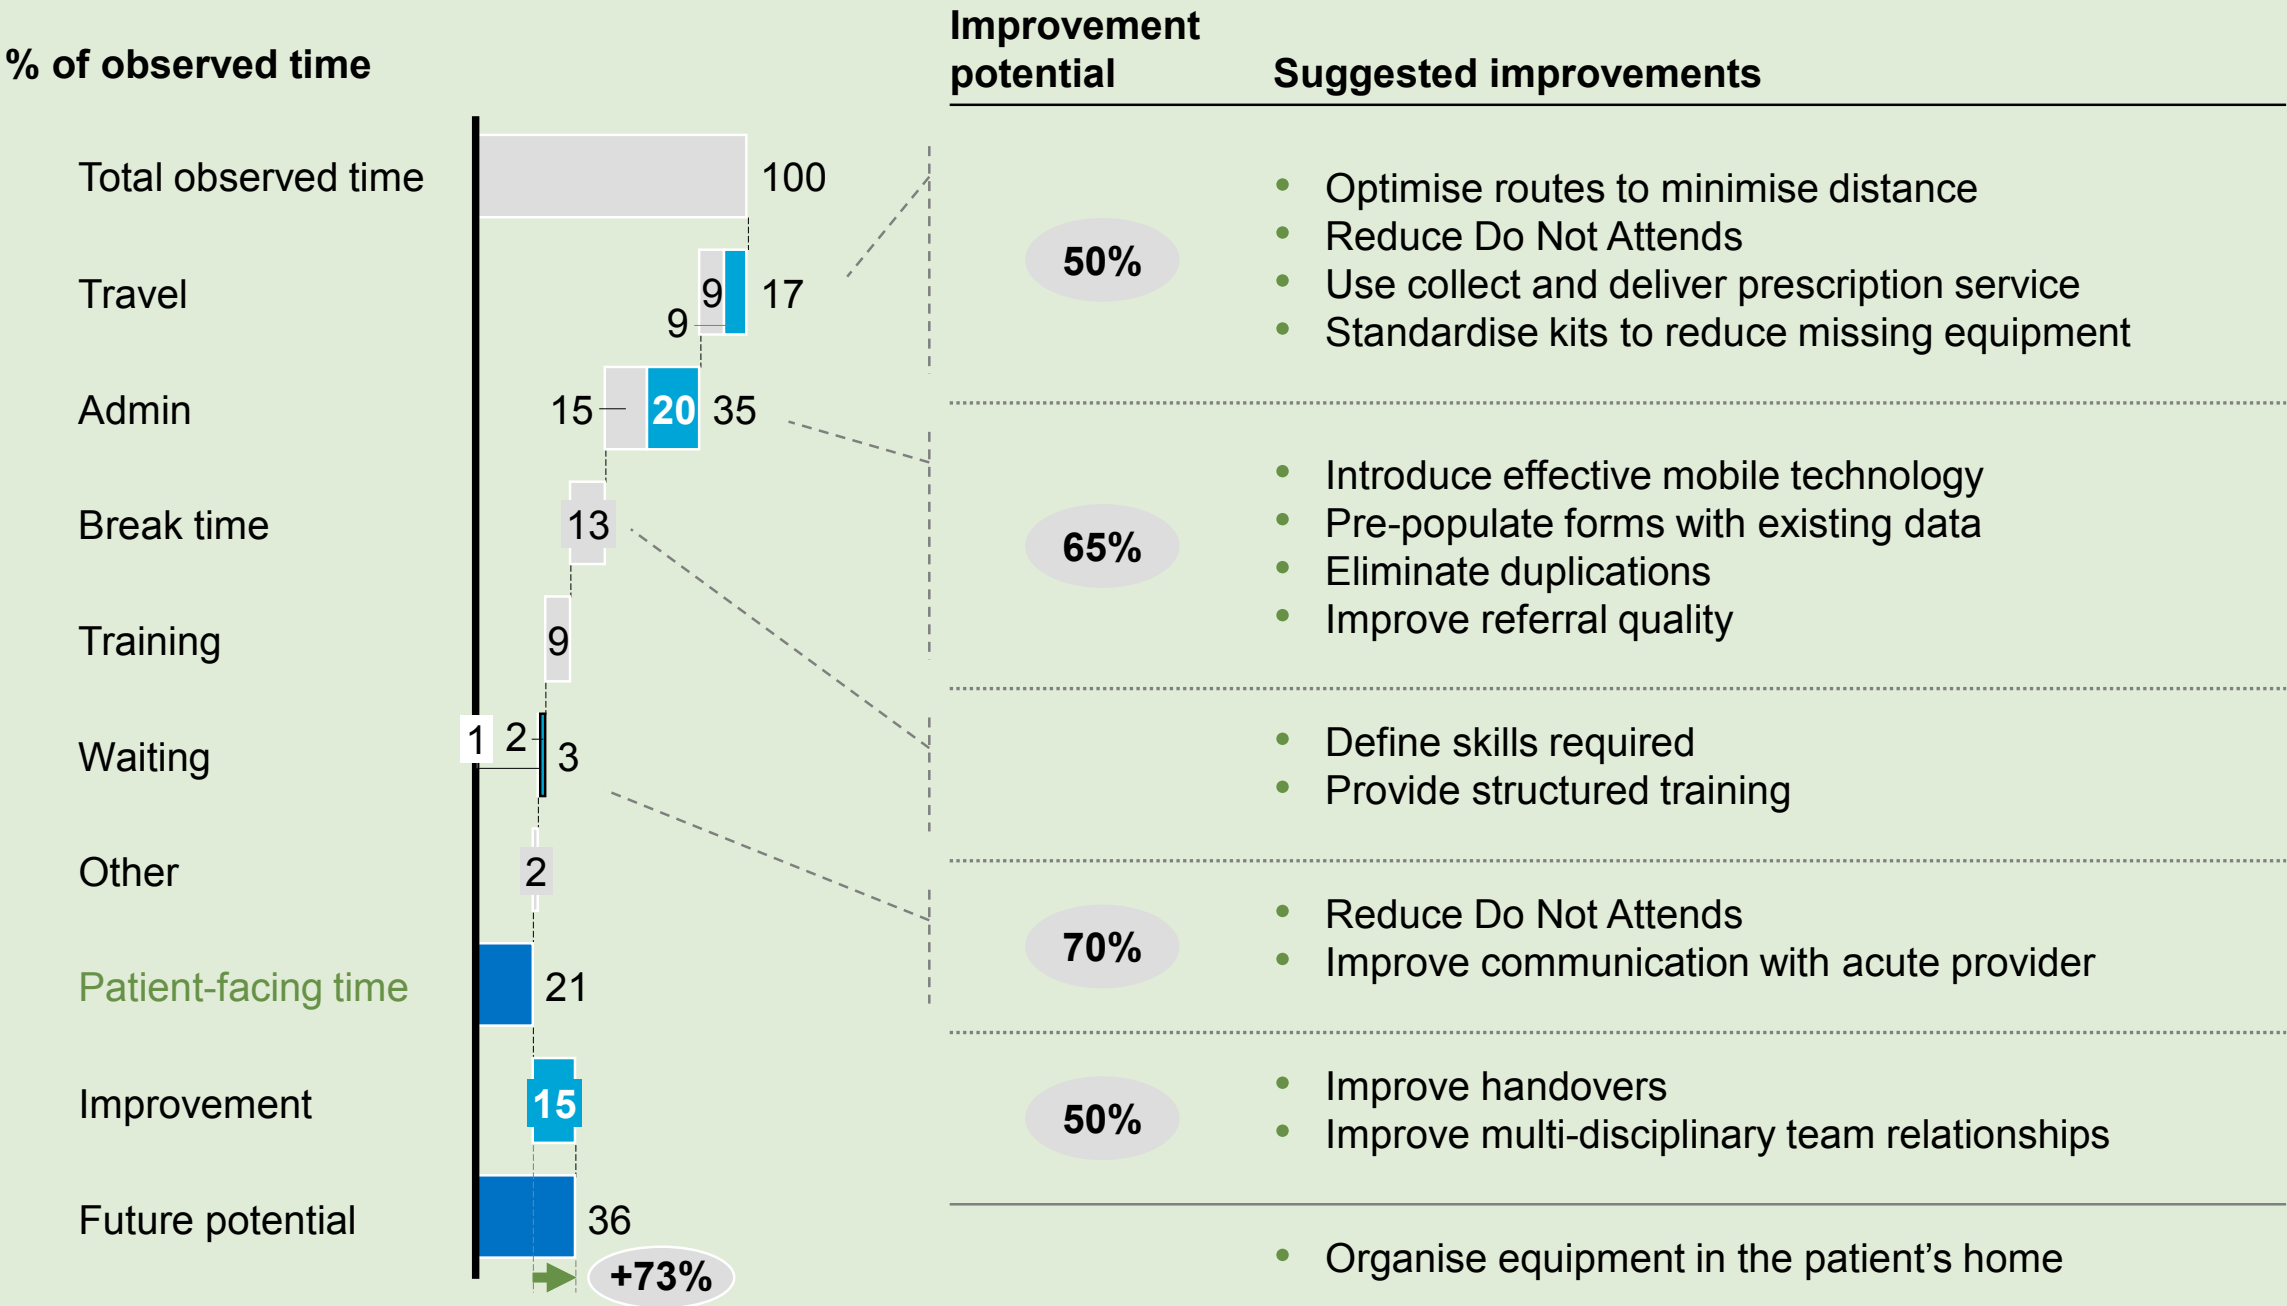 % of observed time
Improvement
potential
Suggested improvements
Total observed time
100
Travel
9
9
17
Admin
15
20
35
Break time
13
Training
9
Waiting
1
2
3
Other
2
Patient-facing time
21
Improvement
15
Future potential
36
+73%
50%
• Optimise routes to minimise distance
• Reduce Do Not Attends
• Use collect and deliver prescription service
• Standardise kits to reduce missing equipment
65%
• Introduce effective mobile technology
• Pre-populate forms with existing data
• Eliminate duplications
• Improve referral quality
• Define skills required
• Provide structured training
70%
• Reduce Do Not Attends
• Improve communication with acute provider
50%
• Improve handovers
• Improve multi-disciplinary team relationships
• Organise equipment in the patient’s home